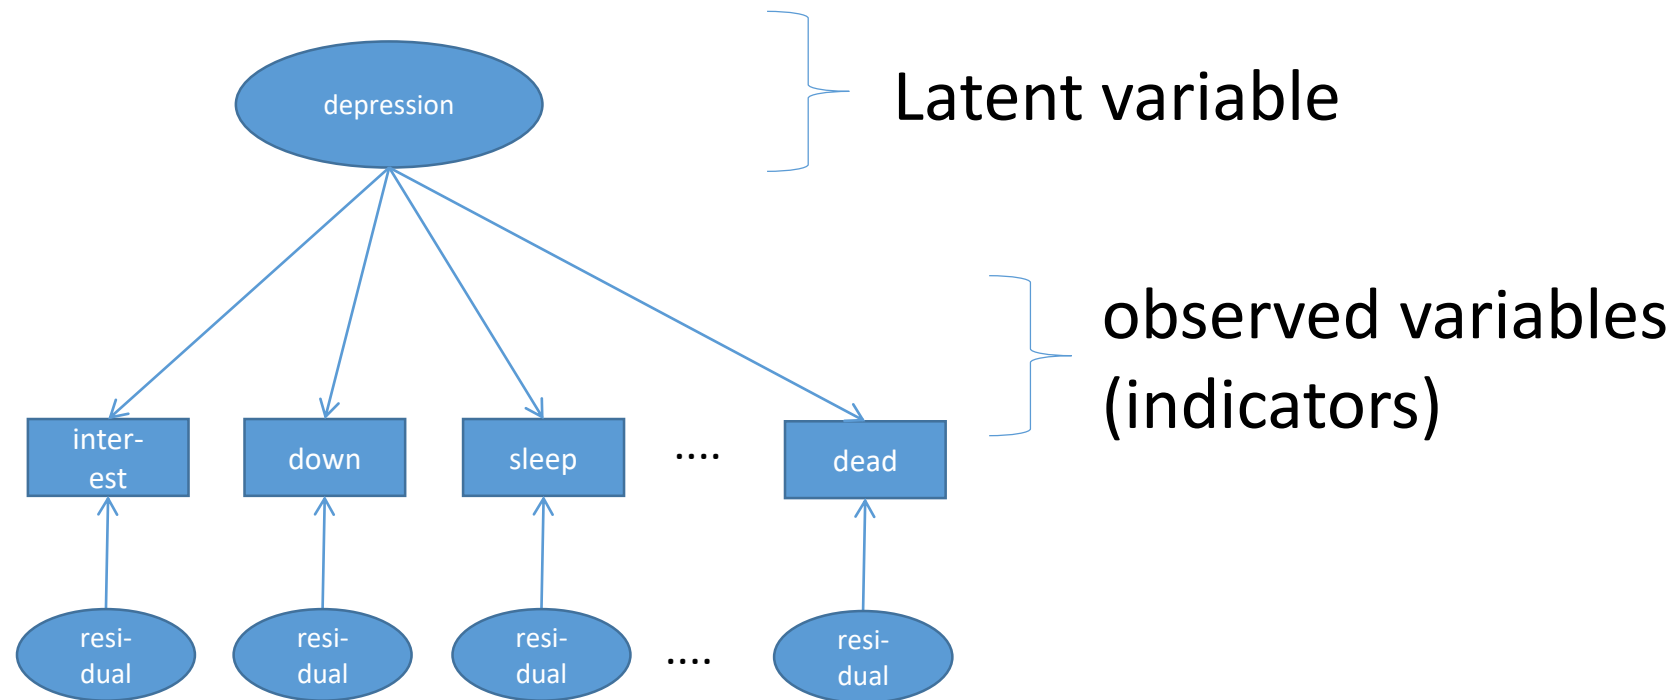 depression
Latent variable
observed variables
(indicators)
inter-
est
down
sleep
....
dead
resi-
dual
resi-
dual
resi-
dual
....
resi-
dual